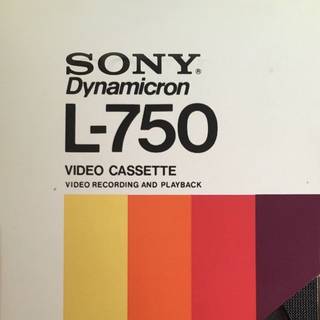 SONY®
Dynamicron
L-750
VIDEO CASSETTE
VIDEO RECORDING AND PLAYBACK